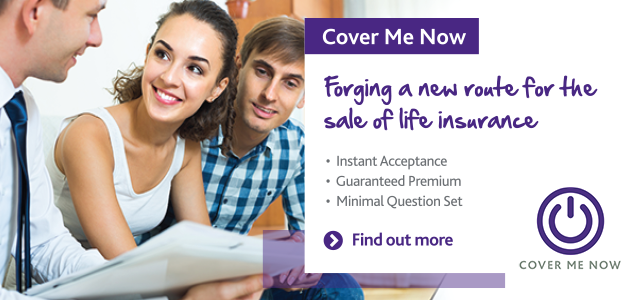 Cover Me Now
Forging a new route for the
sale of life insurance
• Instant Acceptance
• Guaranteed Premium
• Minimal Question Set
Find out more
COVER ME NOW